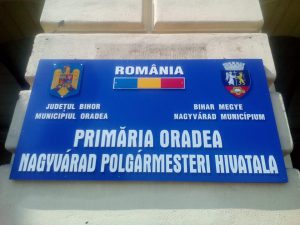 ROMÂNIA
JUDEȚUL BIHOR
MUNICIPIUL ORADEA
BIHAR MEGYE
NAGYVÁRAD MUNICÍPIUM
PRIMĂRIA ORADEA
NAGYVÁRAD POLGÁRMESTERI HIVATALA